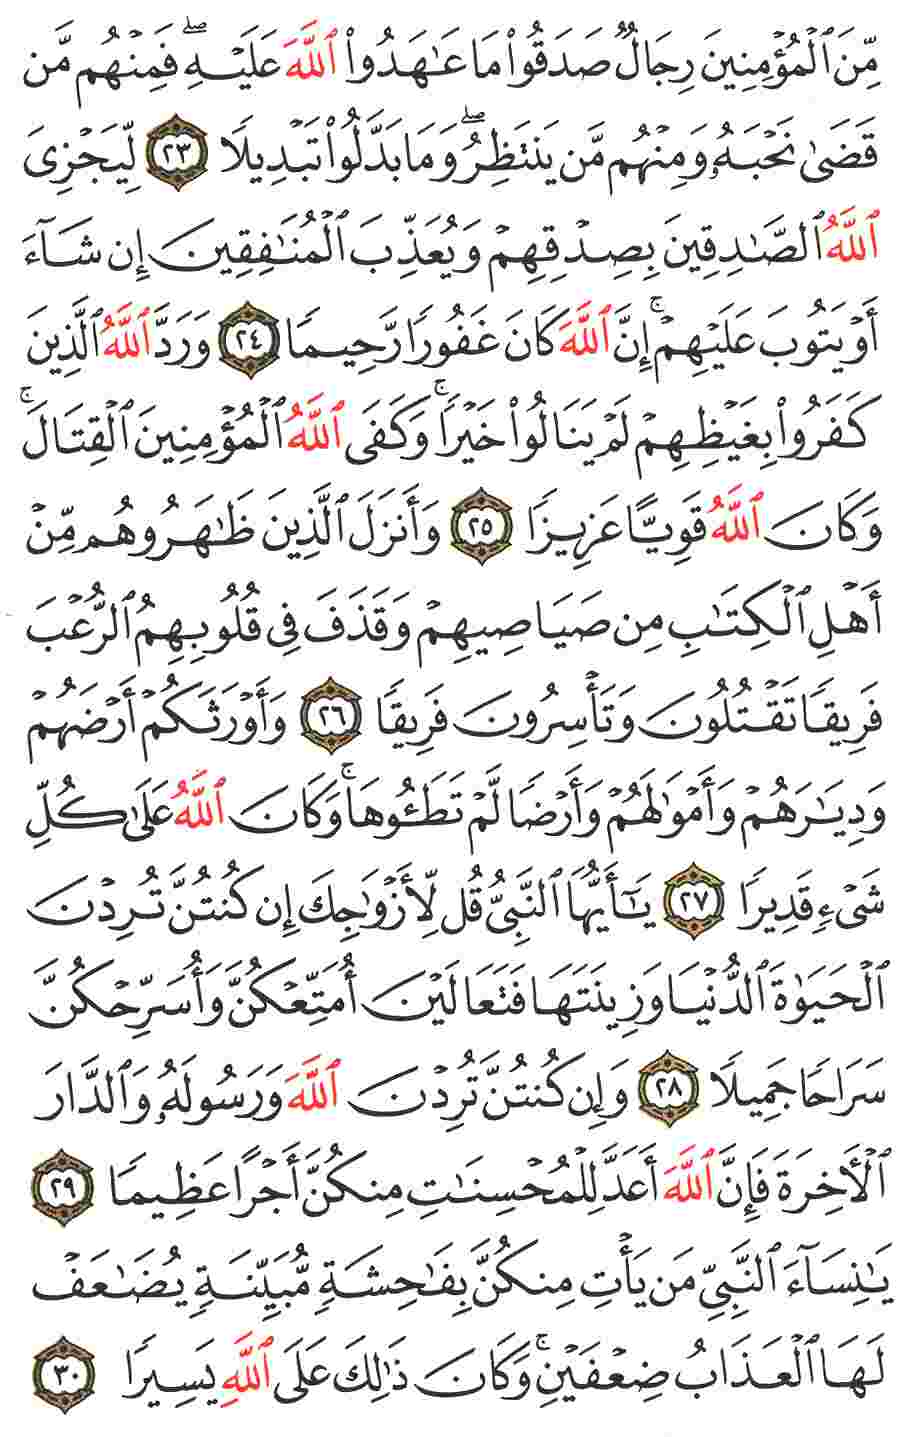 مِّنَ ٱلْمُؤْمِنِينَ رِجَالٌ صَدَقُوا۟ مَا عَٰهَدُوا۟ ٱللَّهَ عَلَيْهِ ۖ فَمِنْهُم مَّن
قَضَىٰ نَحْبَهُۥ وَمِنْهُم مَّن يَنتَظِرُ ۖ وَمَا بَدَّلُوا۟ تَبْدِيلًا ٢٣ لِّيَجْزِىَ
ٱللَّهُ ٱلصَّٰدِقِينَ بِصِدْقِهِمْ وَيُعَذِّبَ ٱلْمُنَٰفِقِينَ إِن شَآءَ
أَوْ يَتُوبَ عَلَيْهِمْ ۚ إِنَّ ٱللَّهَ كَانَ غَفُورًا رَّحِيمًا ٢٤ وَرَدَّ ٱللَّهُ ٱلَّذِينَ
كَفَرُوا۟ بِغَيْظِهِمْ لَمْ يَنَالُوا۟ خَيْرًا ۚ وَكَفَى ٱللَّهُ ٱلْمُؤْمِنِينَ ٱلْقِتَالَ ۚ
وَكَانَ ٱللَّهُ قَوِيًّا عَزِيزًا ٢٥ وَأَنزَلَ ٱلَّذِينَ ظَٰهَرُوهُم مِّنْ
أَهْلِ ٱلْكِتَٰبِ مِن صَيَاصِيهِمْ وَقَذَفَ فِى قُلُوبِهِمُ ٱلرُّعْبَ
فَرِيقًا تَقْتُلُونَ وَتَأْسِرُونَ فَرِيقًا ٢٦ وَأَوْرَثَكُمْ أَرْضَهُمْ
وَدِيَٰرَهُمْ وَأَمْوَٰلَهُمْ وَأَرْضًا لَّمْ تَطَـُٔوهَا ۚ وَكَانَ ٱللَّهُ عَلَىٰ كُلِّ
شَىْءٍ قَدِيرًا ٢٧ يَٰٓأَيُّهَا ٱلنَّبِىُّ قُل لِّأَزْوَٰجِكَ إِن كُنتُنَّ تُرِدْنَ
ٱلْحَيَوٰةَ ٱلدُّنْيَا وَزِينَتَهَا فَتَعَالَيْنَ أُمَتِّعْكُنَّ وَأُسَرِّحْكُنَّ
سَرَاحًا جَمِيلًا ٢٨ وَإِن كُنتُنَّ تُرِدْنَ ٱللَّهَ وَرَسُولَهُۥ وَٱلدَّارَ
ٱلْـَٔاخِرَةَ فَإِنَّ ٱللَّهَ أَعَدَّ لِلْمُحْسِنَٰتِ مِنكُنَّ أَجْرًا عَظِيمًا ٢٩
يَٰنِسَآءَ ٱلنَّبِىِّ مَن يَأْتِ مِنكُنَّ بِفَٰحِشَةٍ مُّبَيِّنَةٍ يُضَٰعَفْ
لَهَا ٱلْعَذَابُ ضِعْفَيْنِ ۚ وَكَانَ ذَٰلِكَ عَلَى ٱللَّهِ يَسِيرًا ٣٠